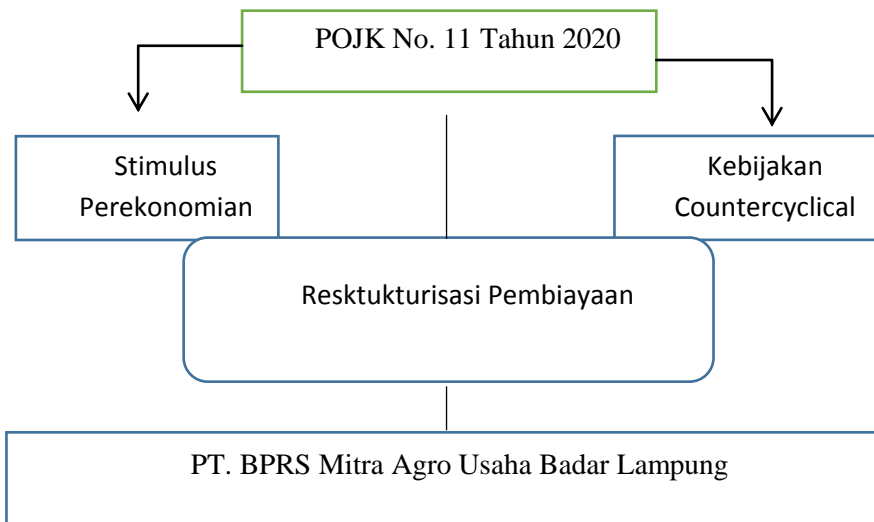 POJK No. 11 Tahun 2020
Stimulus
Perekonomian
Kebijakan
Countercyclical
Resktukturisasi Pembiayaan
PT. BPRS Mitra Agro Usaha Badar Lampung